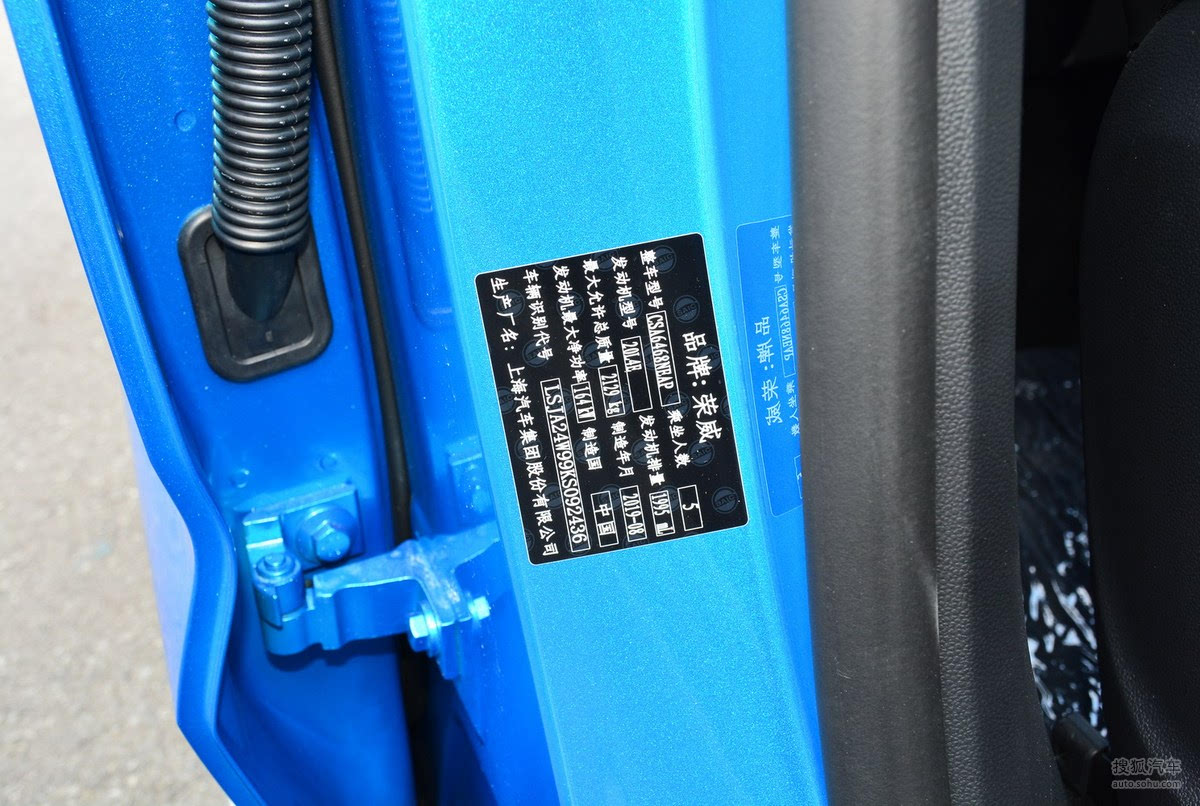 品牌:荣威
整车型号 CSA6468NEAP 乘坐人数 5
发动机型号 20L4E 发动机排量 1995 mL
最大允许总质量 2129 kg 制造年月 2019-08
发动机最大净功率 164 kW 制造国 中国
车辆识别代号 LSJA24W99KS092436
生产厂名:上海汽车集团股份有限公司
搜狐汽车
auto.sohu.com